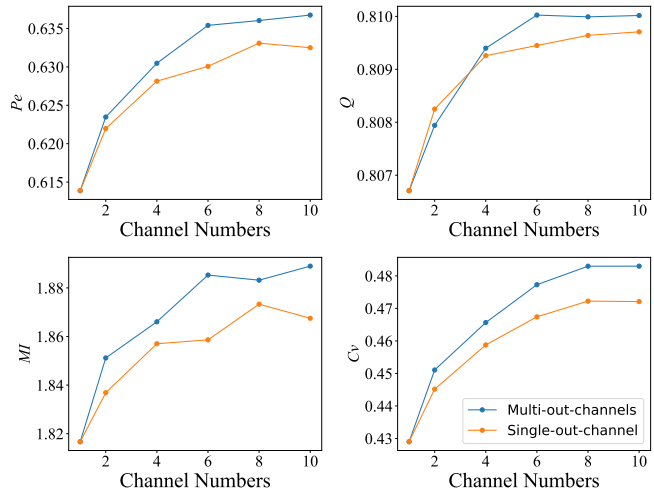 0.635
0.630
0.625
0.620
0.615
Pe
2 4 6 8 10
Channel Numbers
0.810
0.809
0.808
0.807
Q
2 4 6 8 10
Channel Numbers
1.88
1.86
1.84
1.82
MI
2 4 6 8 10
Channel Numbers
0.48
0.47
0.46
0.45
0.44
0.43
Cv
Multi-out-channels
Single-out-channel
2 4 6 8 10
Channel Numbers